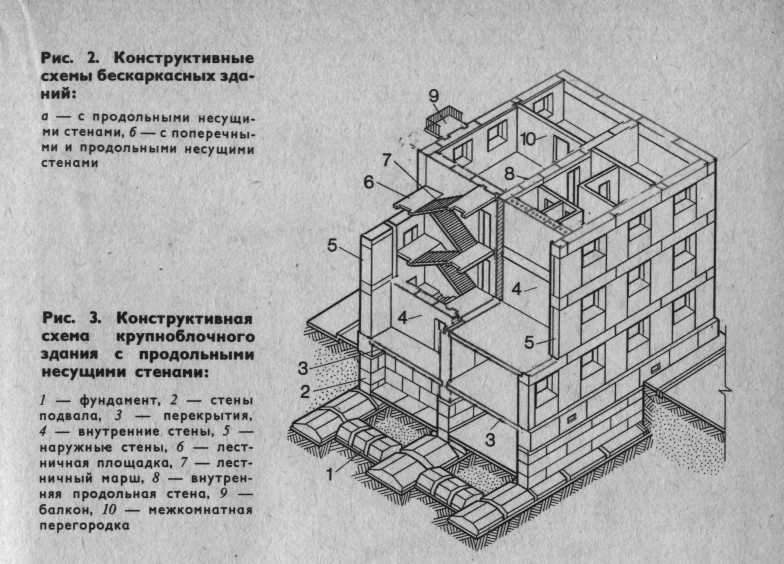 Рис. 2. Конструктивные
схемы бескаркасных зда-
ний:
а — с продольными несущи-
ми стенами, б — с поперечны-
ми и продольными несущими
стенами
Рис. 3. Конструктивная
схема крупноблочного
здания с продольными
несущими стенами:
1 — фундамент, 2 — стены
подвала, 3 — перекрытия,
4 — внутренние стены, 5 —
наружные стены, 6 — лест-
ничная площадка, 7 — лест-
ничный марш, 8 — внутрен-
няя продольная стена, 9 —
балкон, 10 — межкомнатная
перегородка
9
10
7
8
6
5
4
4
5
3
2
3
1